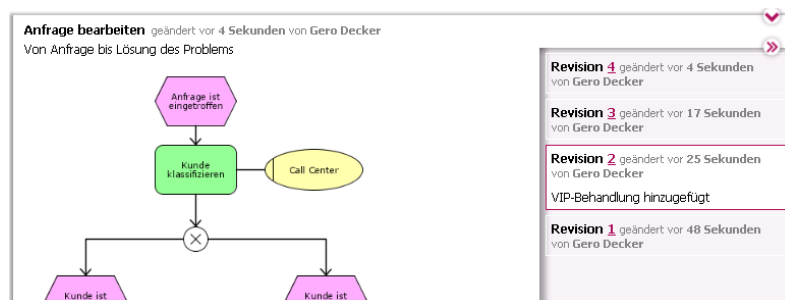 Anfrage bearbeiten geändert vor 4 Sekunden von Gero Decker
Von Anfrage bis Lösung des Problems
Anfrage ist
eingetroffen
Kunde
klassifizieren
Call Center
Kunde ist
Kunde ist
Revision 4 geändert vor 4 Sekunden
von Gero Decker
Revision 3 geändert vor 17 Sekunden
von Gero Decker
Revision 2 geändert vor 25 Sekunden
von Gero Decker
VIP-Behandlung hinzugefügt
Revision 1 geändert vor 48 Sekunden
von Gero Decker